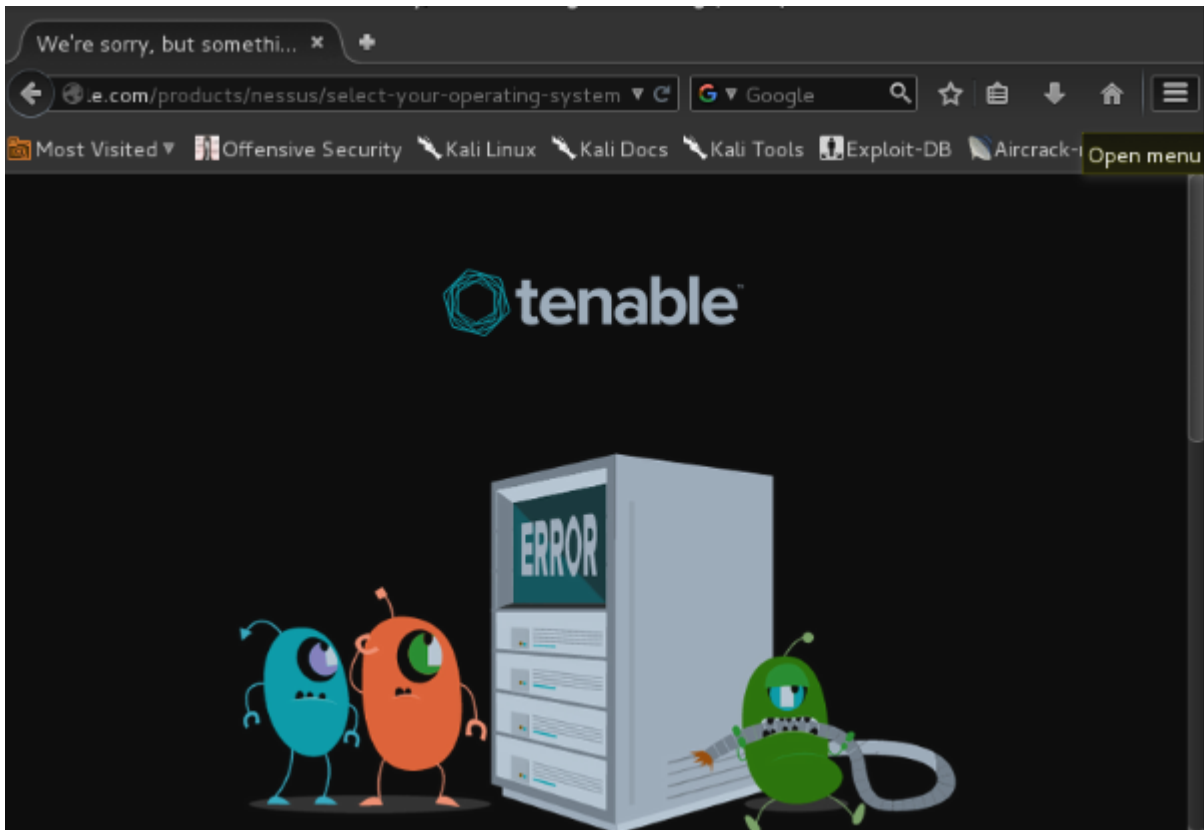 We're sorry, but somethi...
.e.com/products/nessus/select-your-operating-system Google
Most Visited Offensive Security Kali Linux Kali Docs Kali Tools Exploit-DB Aircrack- Open menu
tenable
ERROR